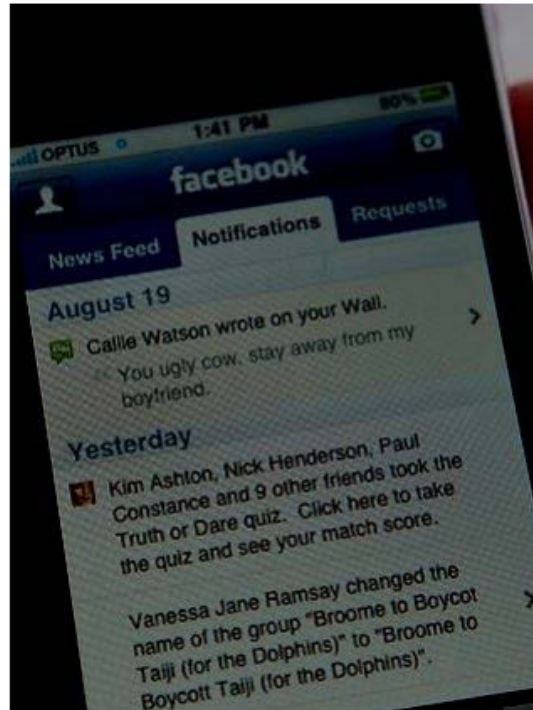 OPTUS 1:41 PM 80%
facebook
News Feed Notifications Requests
August 19
Callie Watson wrote on your Wall.
“ You ugly cow, stay away from my
boyfriend.
Yesterday
Kim Ashton, Nick Henderson, Paul
Constance and 9 other friends took the
Truth or Dare quiz. Click here to take
the quiz and see your match score.
Vanessa Jane Ramsay changed the
name of the group "Broome to Boycot
Taiji (for the Dolphins)" to "Broome to
Boycott Taiji (for the Dolphins)".